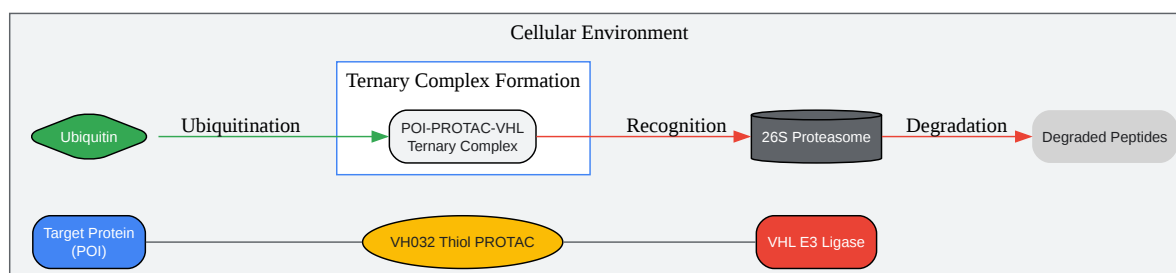 Cellular Environment
Ternary Complex Formation
Ubiquitin
Ubiquitination
POI-PROTAC-VHL
Ternary Complex
Recognition
26S Proteasome
Degradation
Degraded Peptides
Target Protein
(POI)
VH032 Thiol PROTAC
VHL E3 Ligase